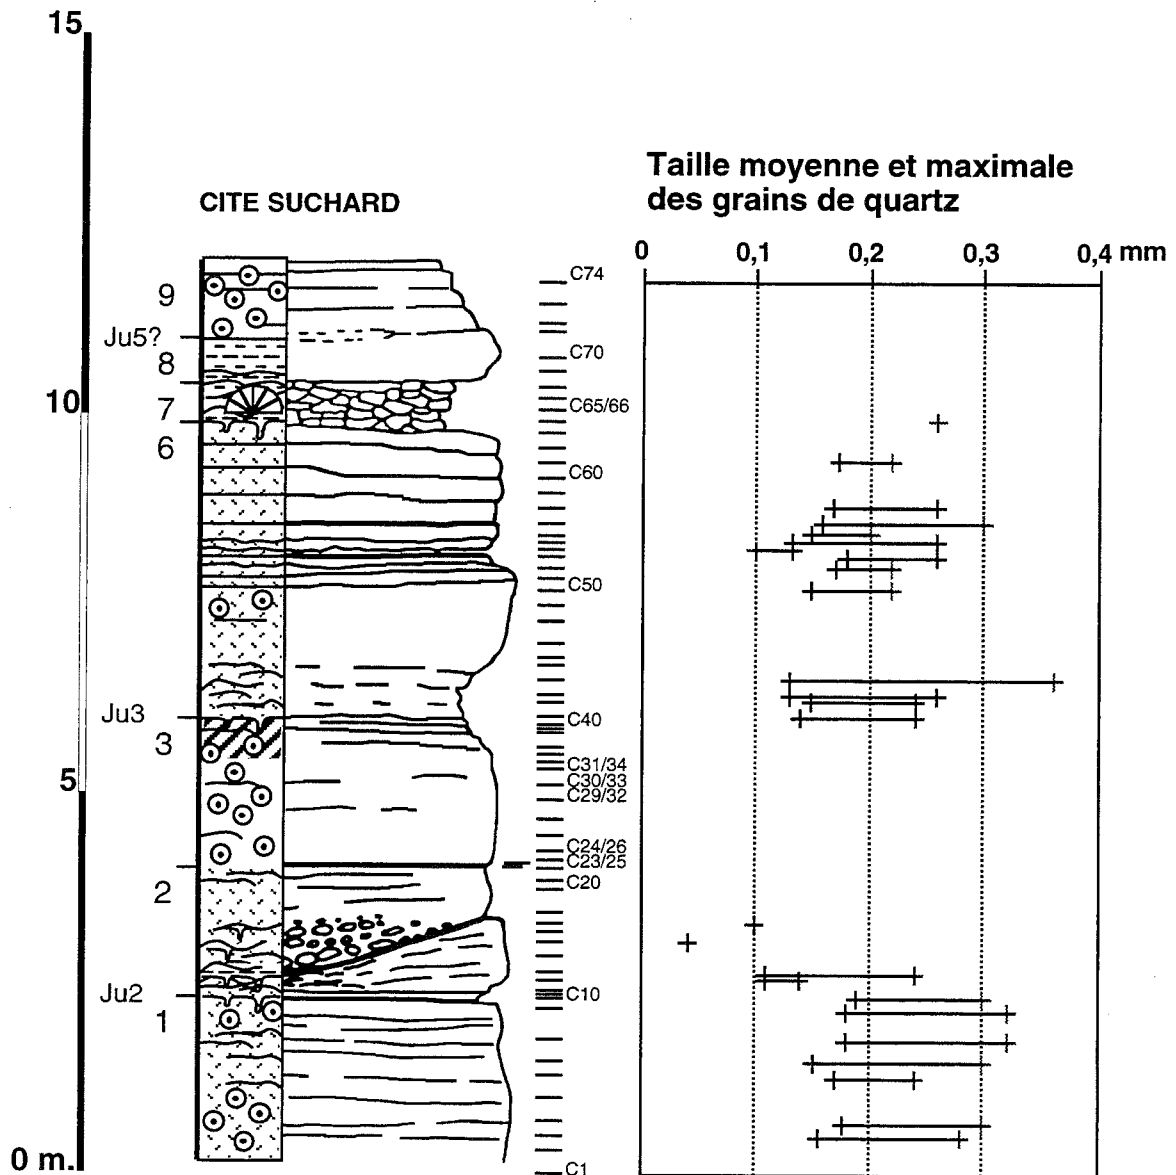 15
Taille moyenne et maximale
des grains de quartz
CITE SUCHARD
0 0,1 0,2 0,3 0,4 mm
C74
9
Ju5?
C70
8
10
7
C65/66
6
C60
C50
Ju3
C40
3
C31/34
5
C30/33
C29/32
C24/26
C23/25
2
C20
Ju2
C10
1
0 m.
C1